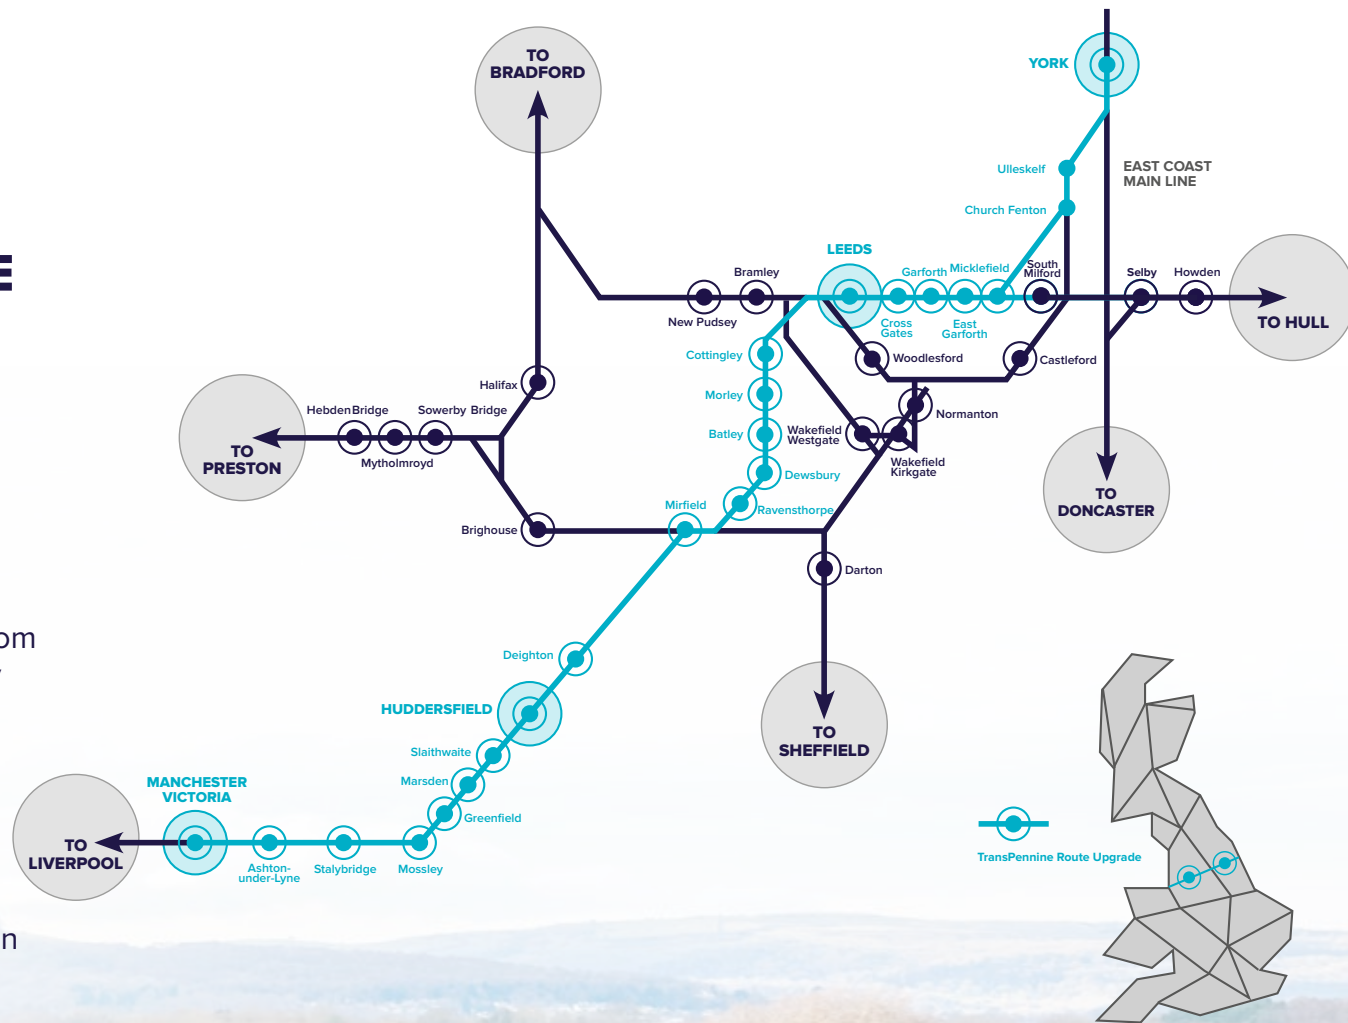 TO
BRADFORD
YORK
Ulleskelf
EAST COAST
MAIN LINE
Church Fenton
E
LEEDS
Bramley
Garforth
Micklefield
South
Milford
Selby
Howden
New Pudsey
Cross
Gates
East
Garforth
TO HULL
Cottingley
Woodlesford
Castleford
Halifax
Morley
HebdenBridge
Sowerby Bridge
Normanton
Batley
Wakefield
Westgate
TO
PRESTON
Mytholmroyd
Wakefield
Kirkgate
Dewsbury
TO
DONCASTER
Mirfield
Ravensthorpe
Brighouse
Darton
om
Deighton
HUDDERSFIELD
TO
SHEFFIELD
Slaithwaite
MANCHESTER
VICTORIA
Marsden
Greenfield
TO
LIVERPOOL
Ashton-
under-Lyne
Stalybridge
Mossley
TransPennine Route Upgrade
n